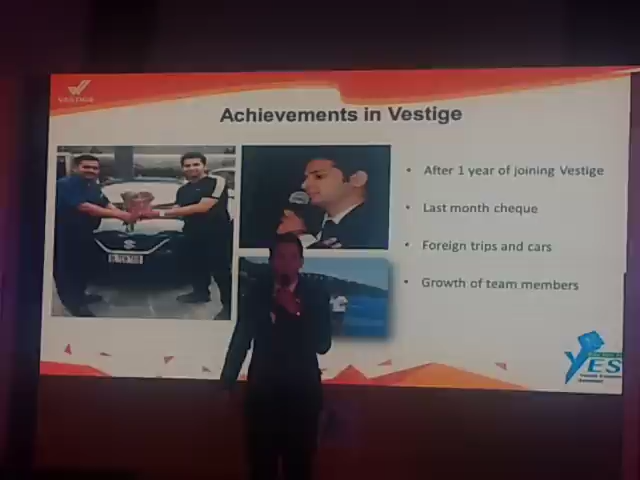 VESTIGE
Achievements in Vestige
• After 1 year of joining Vestige
• Last month cheque
• Foreign trips and cars
• Growth of team members
YES